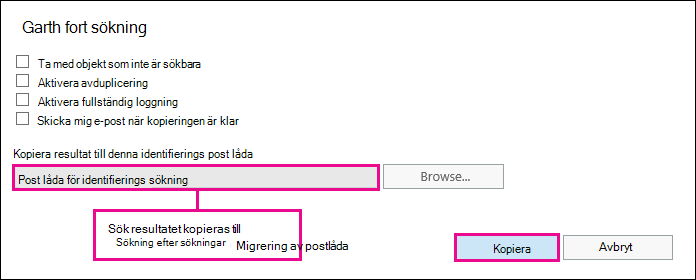 Garth fort sökning
Ta med objekt som inte är sökbara
Aktivera avduplicering
Aktivera fullständig loggning
Skicka mig e-post när kopieringen är klar
Kopiera resultat till denna identifierings post låda
Post låda för identifierings sökning
Browse...
Sök resultatet kopieras till
Sökning efter sökningar
Migrering av postlåda
Kopiera
Avbryt